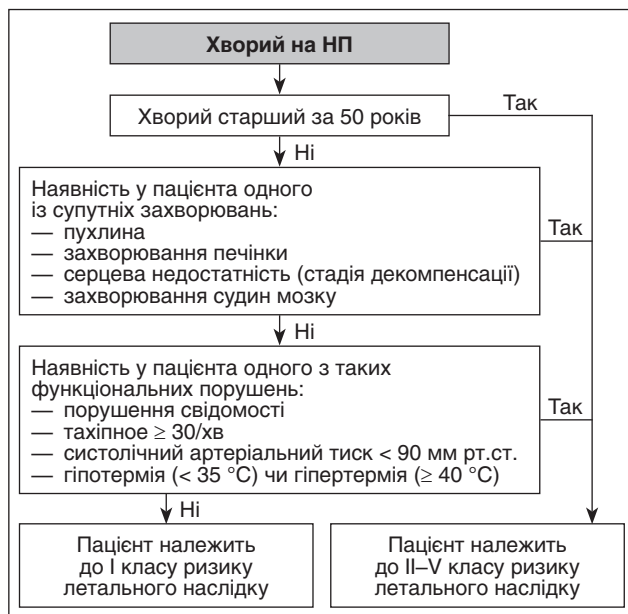 Хворий на НП
Хворий старший за 50 років
Так
Ні
Наявність у пацієнта одного
із супутніх захворювань:
— пухлина
— захворювання печінки
— серцева недостатність (стадія декомпенсації)
— захворювання судин мозку
Так
Ні
Наявність у пацієнта одного з таких
функціональних порушень:
— порушення свідомості
— тахіпное ≥ 30/хв
— систолічний артеріальний тиск < 90 мм рт.ст.
— гіпотермія (< 35 °C) чи гіпертермія (≥ 40 °C)
Так
Ні
Пацієнт належить
до I класу ризику
летального наслідку
Пацієнт належить
до II–V класу ризику
летального наслідку